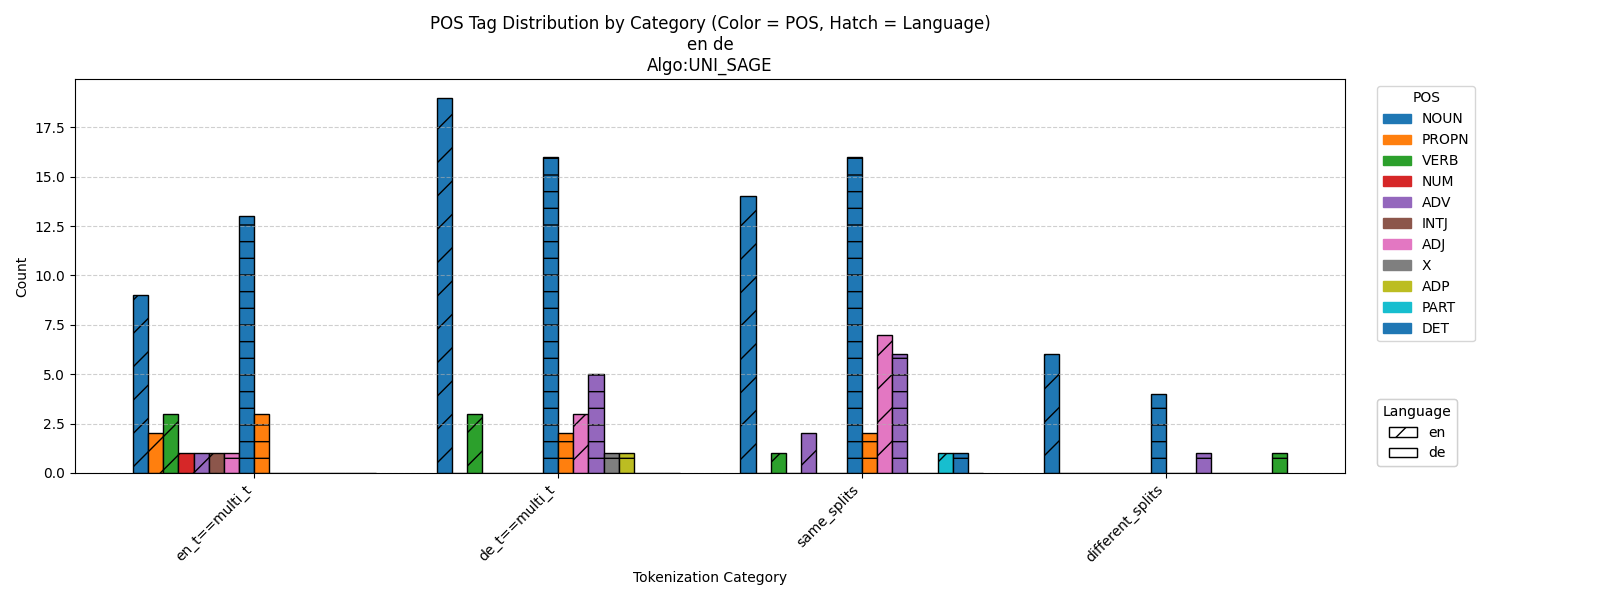 POS Tag Distribution by Category (Color = POS, Hatch = Language)
en de
Algo:UNI_SAGE
Count
17.5
15.0
12.5
10.0
7.5
5.0
2.5
0.0
en_t==multi_t
de_t==multi_t
same_splits
different_splits
Tokenization Category
POS
NOUN
PROPN
VERB
NUM
ADV
INTJ
ADJ
X
ADP
PART
DET
Language
en
de